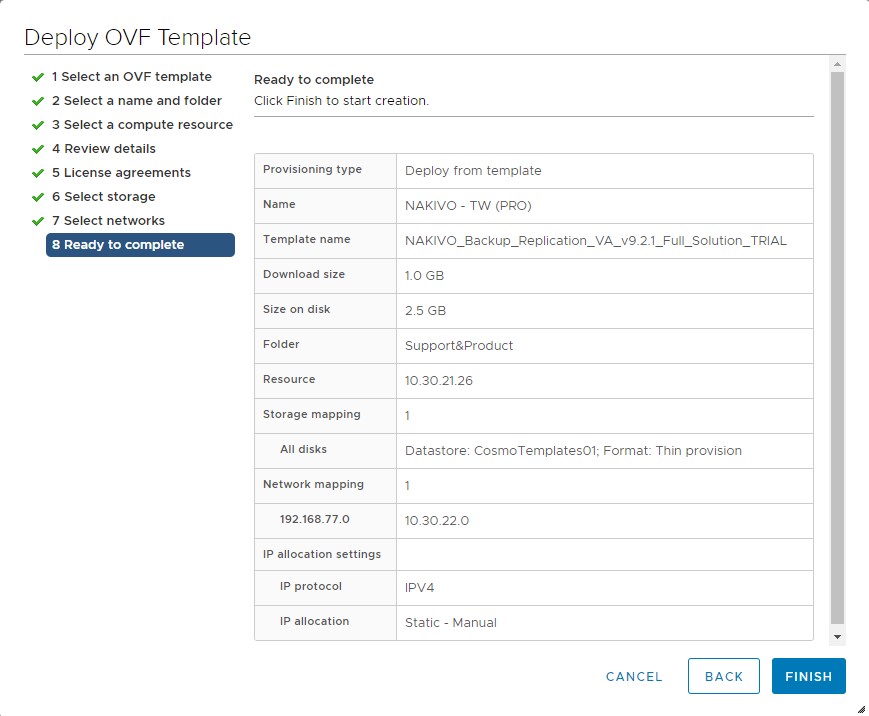 Deploy OVF Template
1 Select an OVF template
2 Select a name and folder
3 Select a compute resource
4 Review details
5 License agreements
6 Select storage
7 Select networks
8 Ready to complete
Ready to complete
Click Finish to start creation.
Provisioning type Deploy from template
Name NAKIVO - TW (PRO)
Template name NAKIVO_Backup_Replication_VA_v9.2.1_Full_Solution_TRIAL
Download size 1.0 GB
Size on disk 2.5 GB
Folder Support&Product
Resource 10.30.21.26
Storage mapping 1
All disks Datastore: CosmoTemplates01; Format: Thin provision
Network mapping 1
192.168.77.0 10.30.22.0
IP allocation settings
IP protocol IPV4
IP allocation Static - Manual
CANCEL BACK FINISH